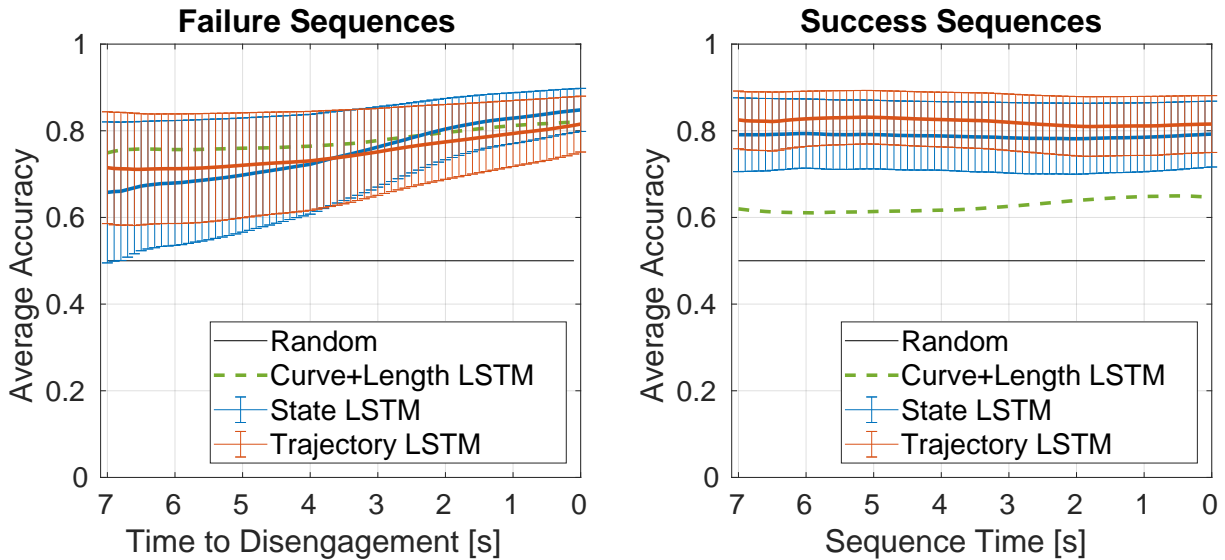 Failure Sequences
1
0.8
0.6
0.4
0.2
0
Average Accuracy
Random
Curve+Length LSTM
State LSTM
Trajectory LSTM
7 6 5 4 3 2 1 0
Time to Disengagement [s]
Success Sequences
1
0.8
0.6
0.4
0.2
0
Average Accuracy
Random
Curve+Length LSTM
State LSTM
Trajectory LSTM
7 6 5 4 3 2 1 0
Sequence Time [s]